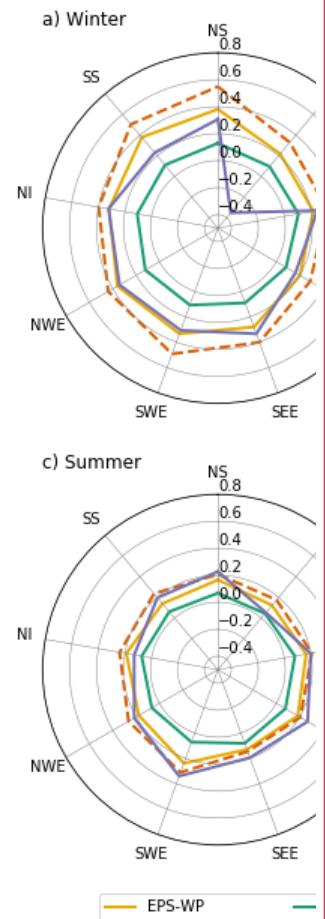 a) Winter
NS
0.8
0.6
SS
0.4
0.2
0.0
−0.2
NI
−0.4
NWE
SWE
SEE
c) Summer
NS
0.8
0.6
SS
0.4
0.2
0.0
−0.2
NI
−0.4
NWE
SWE
SEE
EPS-WP